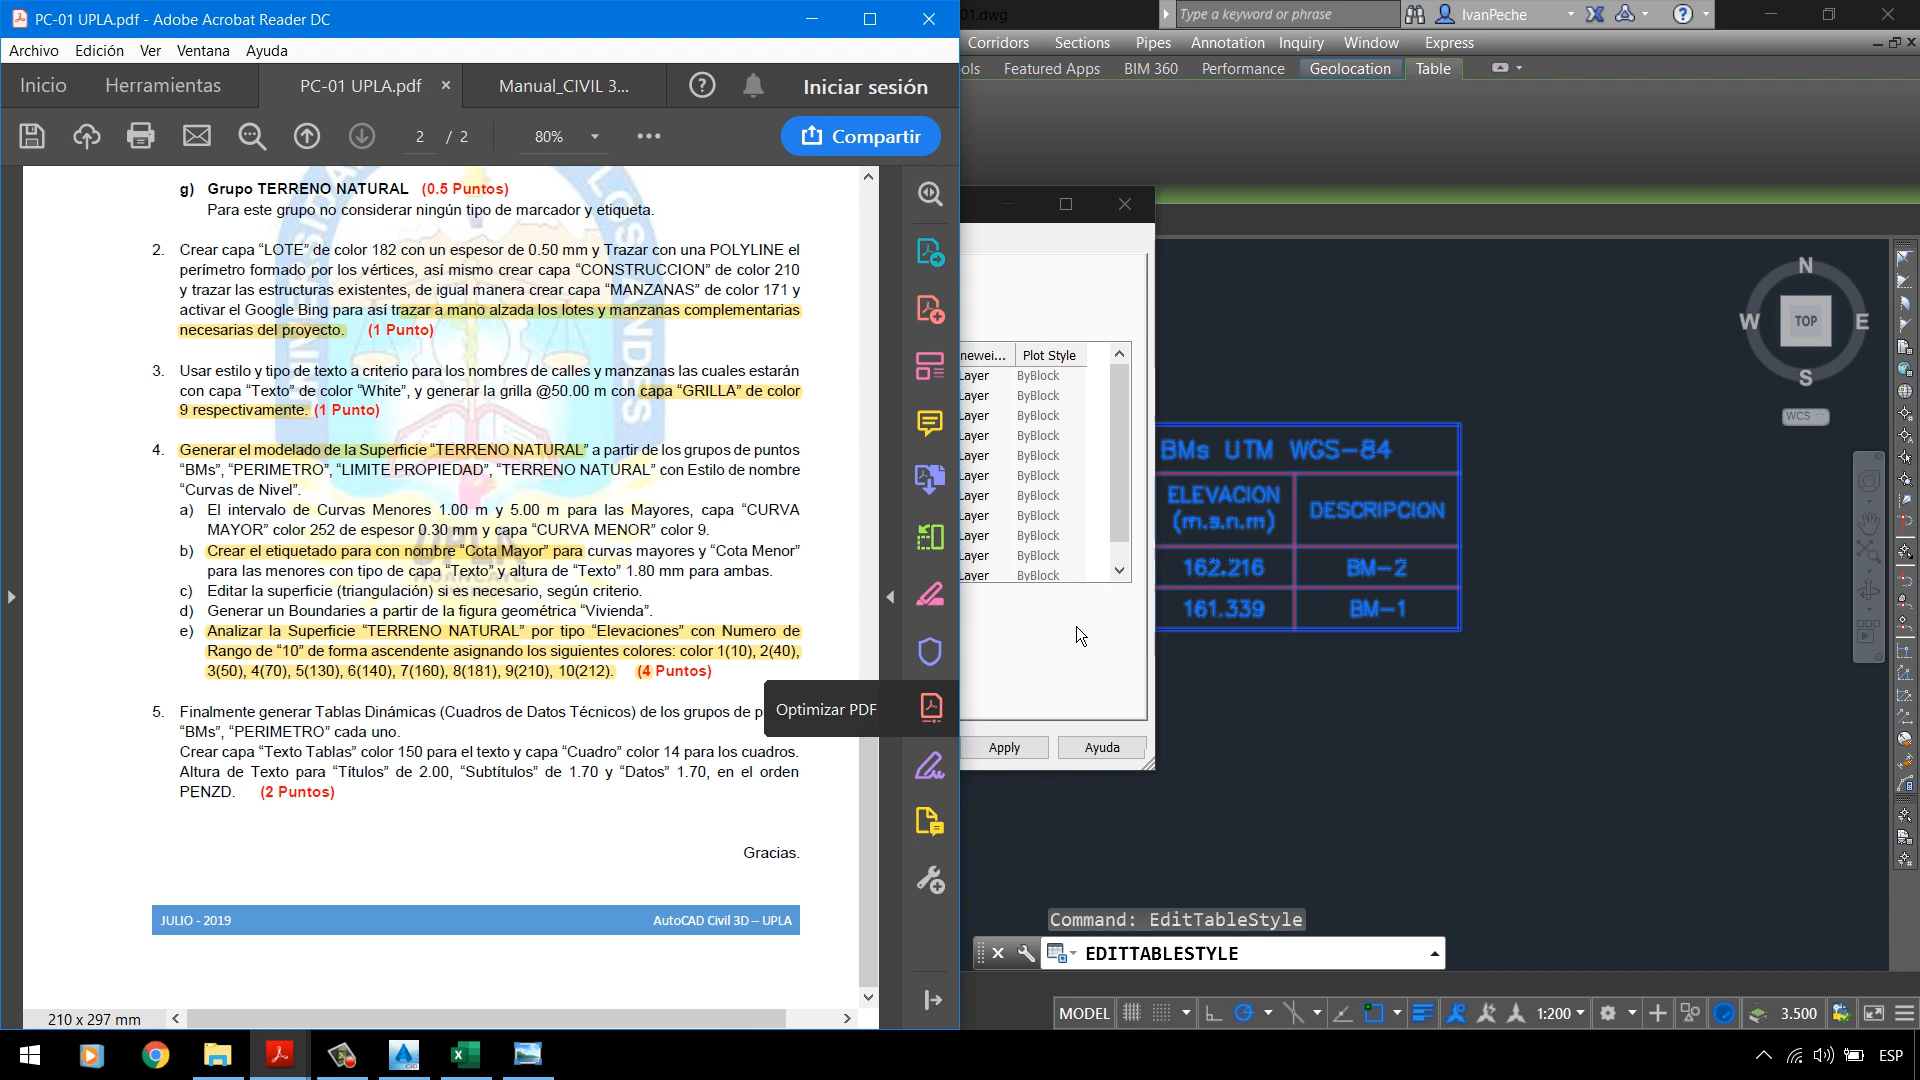 PC-01 UPLA.pdf - Adobe Acrobat Reader DC
Archivo Edición Ver Ventana Ayuda
Inicio Herramientas PC-01 UPLA.pdf × Manual_CIVIL 3... Iniciar sesión
2 / 2 80% Compartir
g) Grupo TERRENO NATURAL (0.5 Puntos)
Para este grupo no considerar ningún tipo de marcador y etiqueta.
2. Crear capa “LOTE” de color 182 con un espesor de 0.50 mm y Trazar con una POLYLINE el
perímetro formado por los vértices, así mismo crear capa “CONSTRUCCION” de color 210
y trazar las estructuras existentes, de igual manera crear capa “MANZANAS” de color 171 y
activar el Google Bing para así trazar a mano alzada los lotes y manzanas complementarias
necesarias del proyecto. (1 Punto)
3. Usar estilo y tipo de texto a criterio para los nombres de calles y manzanas las cuales estarán
con capa “Texto” de color “White”, y generar la grilla @50.00 m con capa “GRILLA” de color
9 respectivamente. (1 Punto)
4. Generar el modelado de la Superficie “TERRENO NATURAL” a partir de los grupos de puntos
“BMs”, “PERIMETRO”, “LIMITE PROPIEDAD”, “TERRENO NATURAL” con Estilo de nombre
“Curvas de Nivel”.
a) El intervalo de Curvas Menores 1.00 m y 5.00 m para las Mayores, capa “CURVA
MAYOR” color 252 de espesor 0.30 mm y capa “CURVA MENOR” color 9.
b) Crear el etiquetado para con nombre “Cota Mayor” para curvas mayores y “Cota Menor”
para las menores con tipo de capa “Texto” y altura de “Texto” 1.80 mm para ambas.
c) Editar la superficie (triangulación) si es necesario, según criterio.
d) Generar un Boundaries a partir de la figura geométrica “Vivienda”.
e) Analizar la Superficie “TERRENO NATURAL” por tipo “Elevaciones” con Numero de
Rango de “10” de forma ascendente asignando los siguientes colores: color 1(10), 2(40),
3(50), 4(70), 5(130), 6(140), 7(160), 8(181), 9(210), 10(212). (4 Puntos)
5. Finalmente generar Tablas Dinámicas (Cuadros de Datos Técnicos) de los grupos de
“BMs”, “PERIMETRO” cada uno.
Crear capa “Texto Tablas” color 150 para el texto y capa “Cuadro” color 14 para los cuadros.
Altura de Texto para “Títulos” de 2.00, “Subtítulos” de 1.70 y “Datos” 1.70, en el orden
PENZD. (2 Puntos)
Gracias.
JULIO - 2019 AutoCAD Civil 3D – UPLA
Optimizar PDF
210 x 297 mm
01.dwg Type a keyword or phrase IvanPeche
Corridors Sections Pipes Annotation Inquiry Window Express
ols Featured Apps BIM 360 Performance Geolocation Table
newei... Plot Style
Layer ByBlock
Layer ByBlock
Layer ByBlock
Layer ByBlock
Layer ByBlock
Layer ByBlock
Layer ByBlock
Layer ByBlock
Layer ByBlock
Layer ByBlock
Layer ByBlock
Apply Ayuda
N
W TOP E
S
WCS
BMs UTM WGS-84
ELEVACION
(m.s.n.m)
DESCRIPCION
162.216 BM-2
161.339 BM-1
Command: EditTableStyle
EDITTABLESTYLE
MODEL 1:200 3.500
ESP